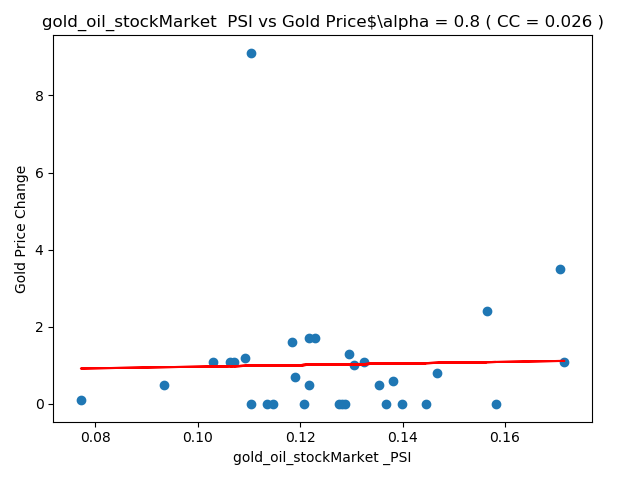 gold_oil_stockMarket  PSI vs Gold Price$\alpha = 0.8 ( CC = 0.026 )
Gold Price Change
8
6
4
2
0
0.08 0.10 0.12 0.14 0.16
gold_oil_stockMarket _PSI